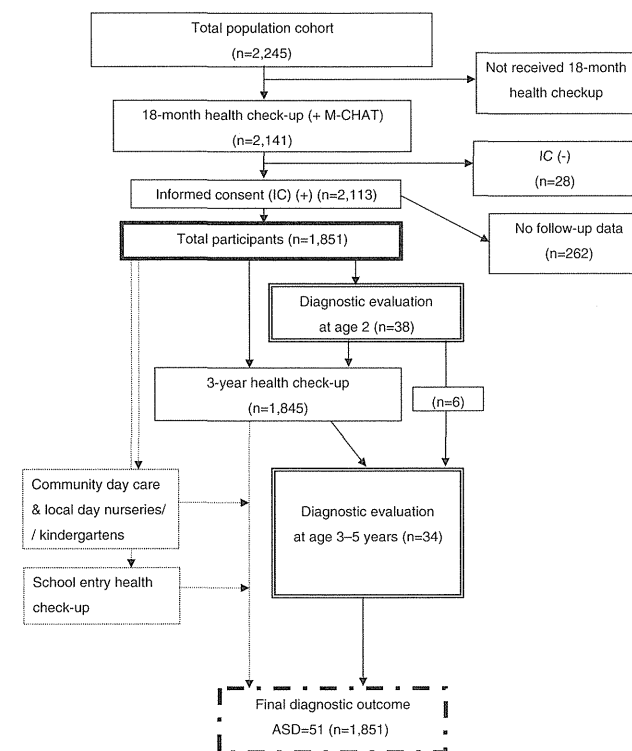 Total population cohort
(n=2,245)
Not received 18-month
health checkup
18-month health check-up (+ M-CHAT)
(n=2,141)
IC (-)
(n=28)
Informed consent (IC) (+) (n=2,113)
No follow-up data
(n=262)
Total participants (n=1,851)
Diagnostic evaluation
at age 2 (n=38)
3-year health check-up
(n=1,845)
(n=6)
Community day care
& local day nurseries/
/ kindergartens
Diagnostic evaluation
at age 3–5 years (n=34)
School entry health
check-up
Final diagnostic outcome
ASD=51 (n=1,851)